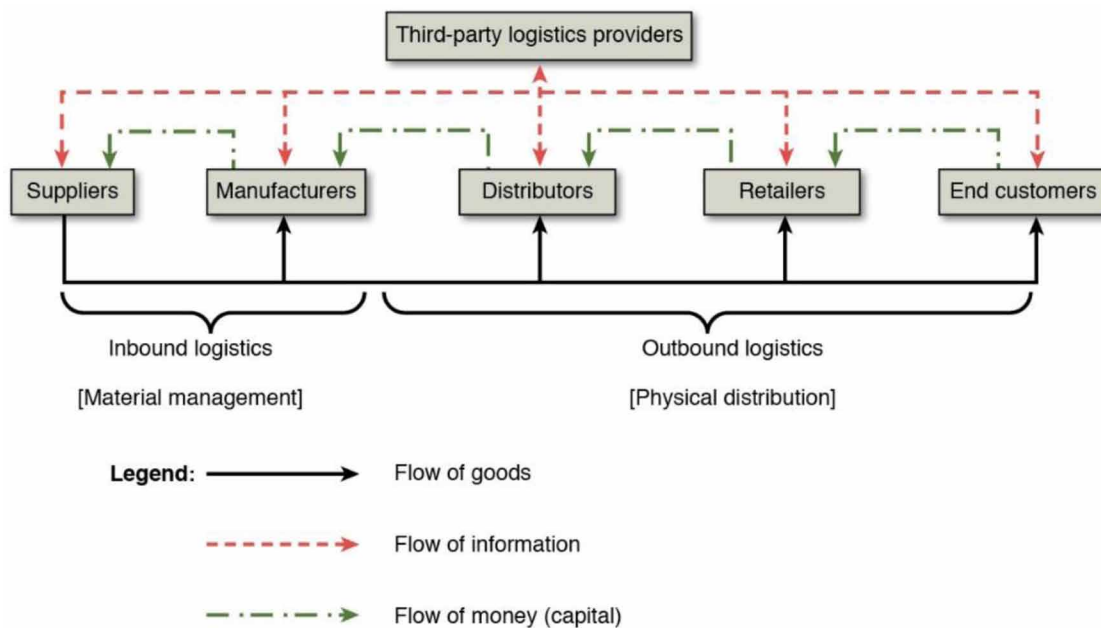 Third-party logistics providers
Suppliers
Manufacturers
Distributors
Retailers
End customers
Inbound logistics
Outbound logistics
[Material management]
[Physical distribution]
Legend:
Flow of goods
Flow of information
Flow of money (capital)